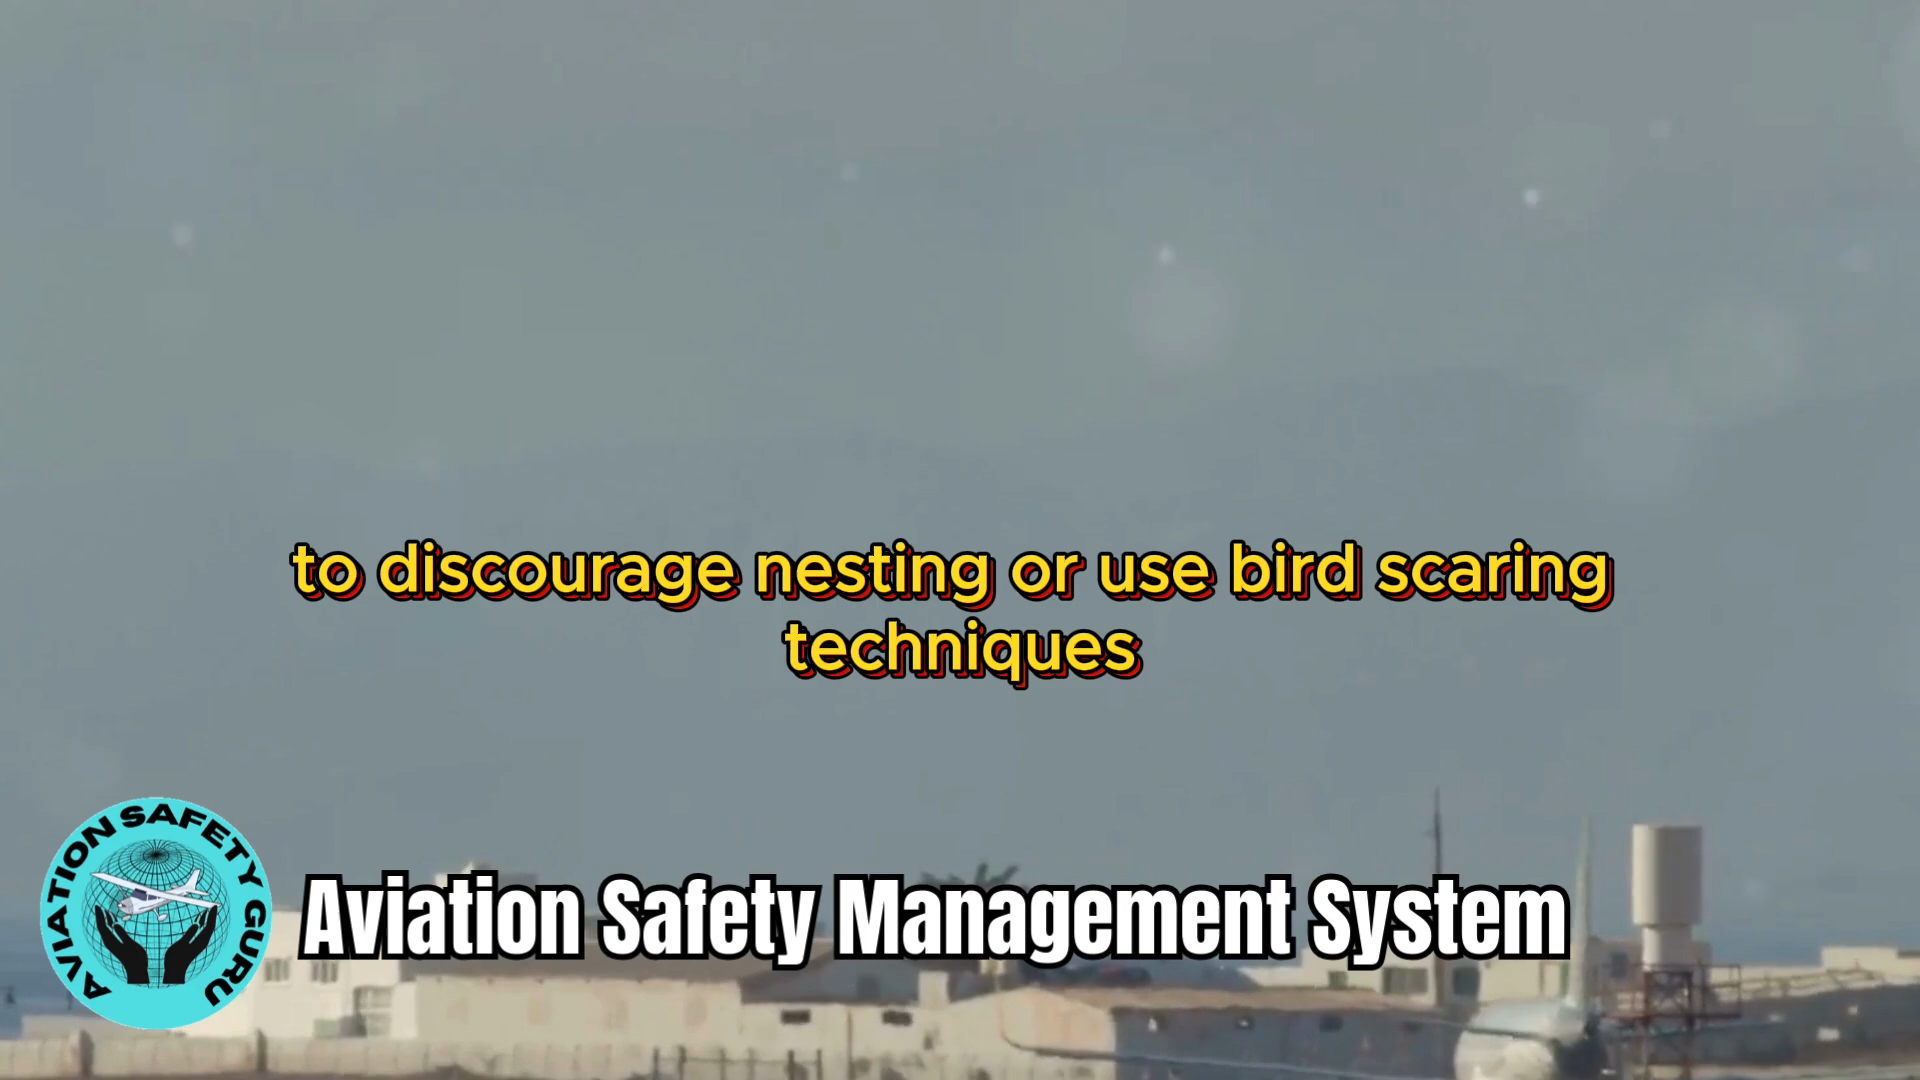 to discourage nesting or use bird scaring
techniques
AVIATION SAFETY GURU
Aviation Safety Management System